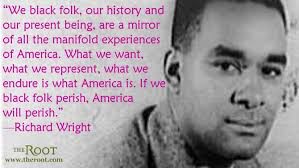 “We black folk, our history and
our present being, are a mirror
of all the manifold experiences
of America. What we want,
what we represent, what we
endure is what America is. If we
black folk perish, America
will perish.”
—Richard Wright
THE ROOT
www.theroot.com